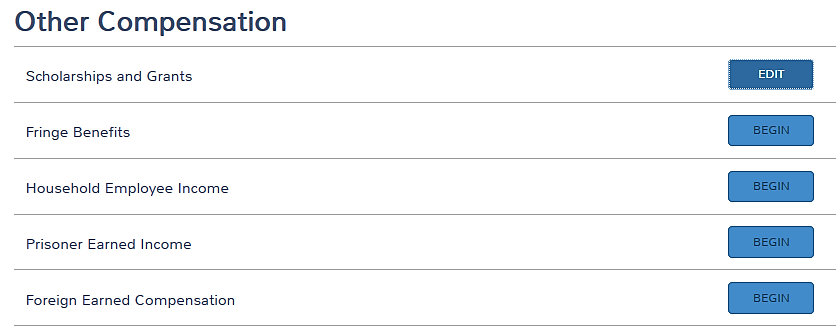 Other Compensation
Scholarships and Grants EDIT
Fringe Benefits BEGIN
Household Employee Income BEGIN
Prisoner Earned Income BEGIN
Foreign Earned Compensation BEGIN